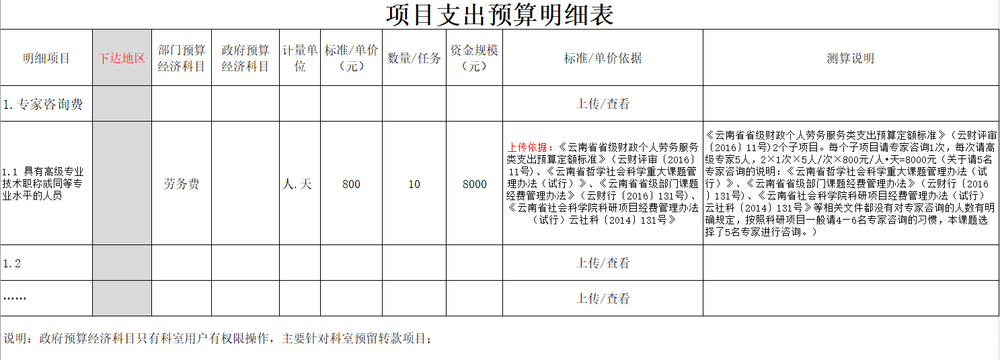 项目支出预算明细表
明细项目
下达地区
部门预算
经济科目
政府预算
经济科目
计量单
位
标准/单价
（元）
数量/任务
资金规模
（元）
标准/单价依据
测算说明
1.专家咨询费
上传/查看
1.1 具有高级专业
技术职称或同等专
业水平的人员
劳务费
人.天
800
10
8000
上传依据：《云南省省级财政个人劳务服务
类支出预算定额标准》（云财评审〔2016〕
11号)、《云南省哲学社会科学重大课题管
理办法（试行）》、《云南省省级部门课题
经费管理办法》（云财行〔2016〕131号)、
《云南省社会科学院科研项目经费管理办法
（试行）云社科〔2014〕131号》
《云南省省级财政个人劳务服务类支出预算定额标准》（云财评审
〔2016〕11号)2个子项目。每个子项目请专家咨询1次，每次请高
级专家5人，2×1次×5人/次×800元/人•天=8000元（关于请5名
专家咨询的说明：《云南省哲学社会科学重大课题管理办法（试
行）》、《云南省省级部门课题经费管理办法》（云财行〔2016
〕131号)、《云南省社会科学院科研项目经费管理办法（试行）
云社科〔2014〕131号》等相关文件都没有对专家咨询的人数有明
确规定，按照科研项目一般请4—6名专家咨询的习惯，本课题选
择了5名专家进行咨询。）
1.2
上传/查看
……
上传/查看
说明：政府预算经济科目只有科室用户有权限操作，主要针对科室预留转款项目；